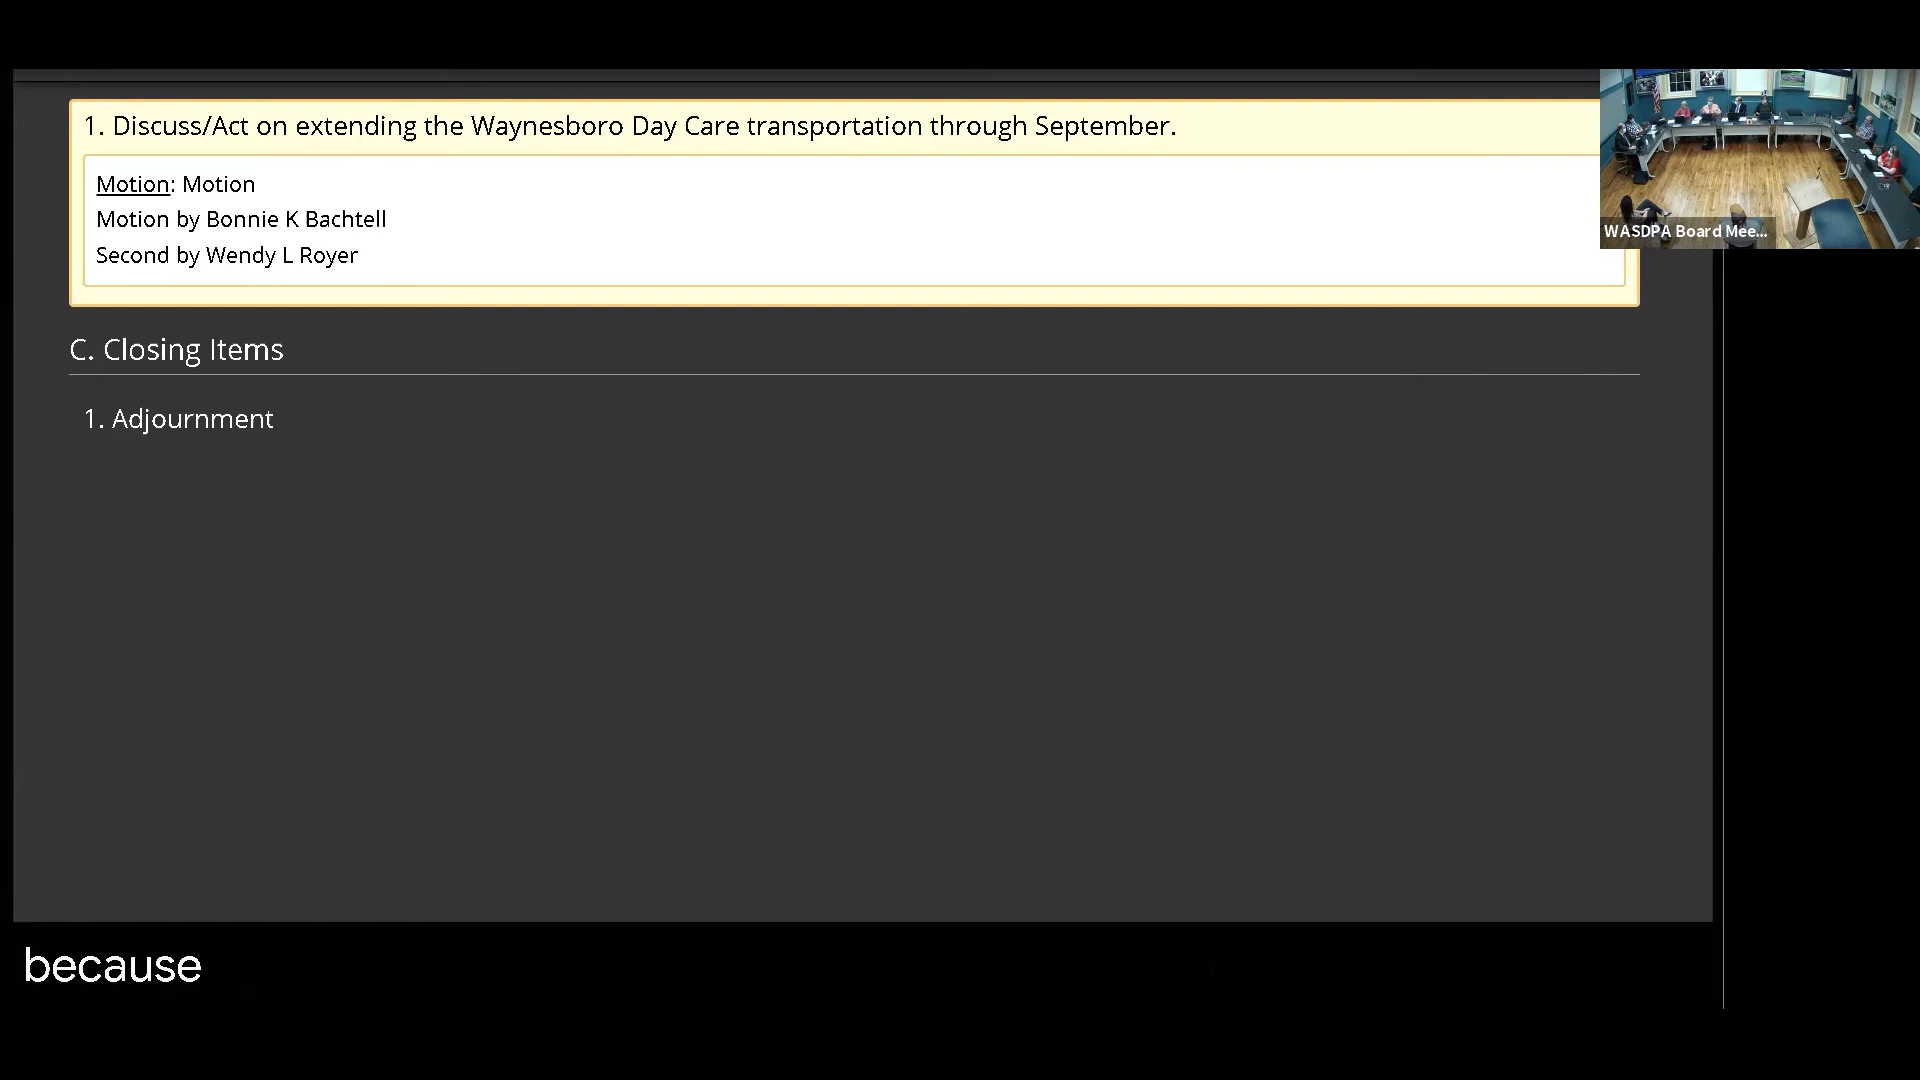 1. Discuss/Act on extending the Waynesboro Day Care transportation through September.
Motion: Motion
Motion by Bonnie K Bachtell
Second by Wendy L Royer
WASDPA Board Mee...
C. Closing Items
1. Adjournment
because